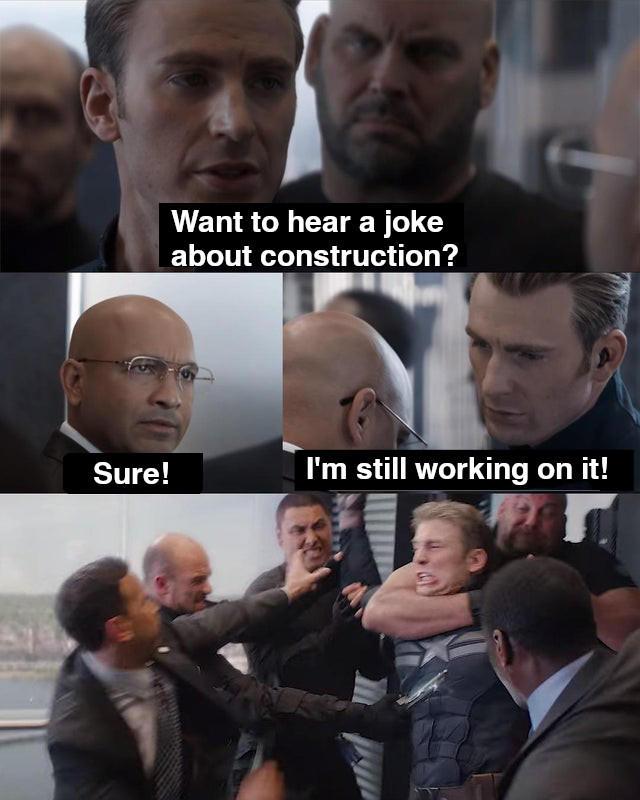 Want to hear a joke
about construction?
Sure!
I'm still working on it!